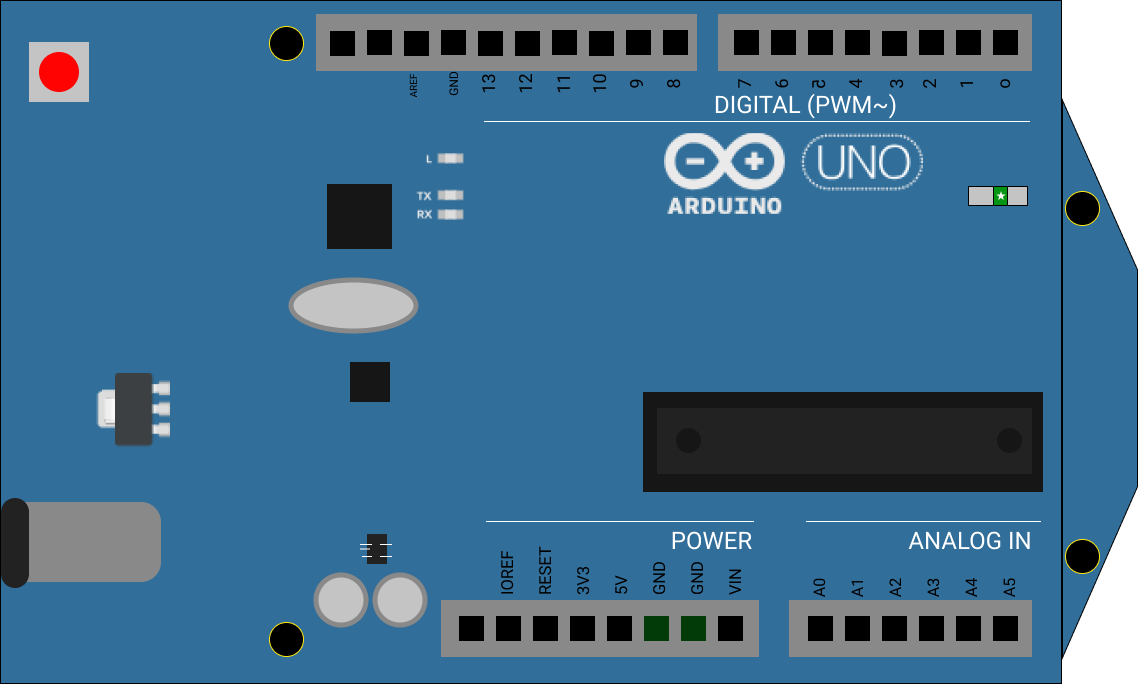 AREF GND 13 12 11 10 9 8 7 6 5 4 3 2 1 0
DIGITAL (PWM~)
L
TX
RX
UNO
ARDUINO
POWER
ANALOG IN
IOREF RESET 3V3 5V GND GND VIN
A0 A1 A2 A3 A4 A5